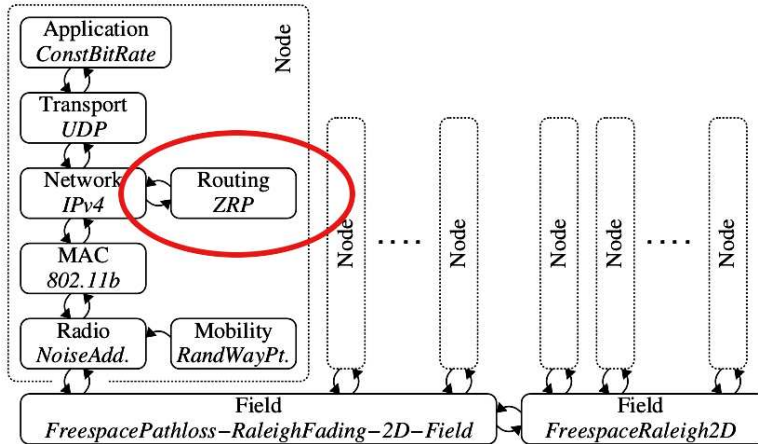 Application
ConstBitRate
Node
Transport
UDP
Network
IPv4
Routing
ZRP
MAC
802.11b
Radio
NoiseAdd.
Mobility
RandWayPt.
Node
....
Node
Node
Node
....
Node
Field
FreespacePathloss-RaleighFading-2D-Field
Field
FreespaceRaleigh2D